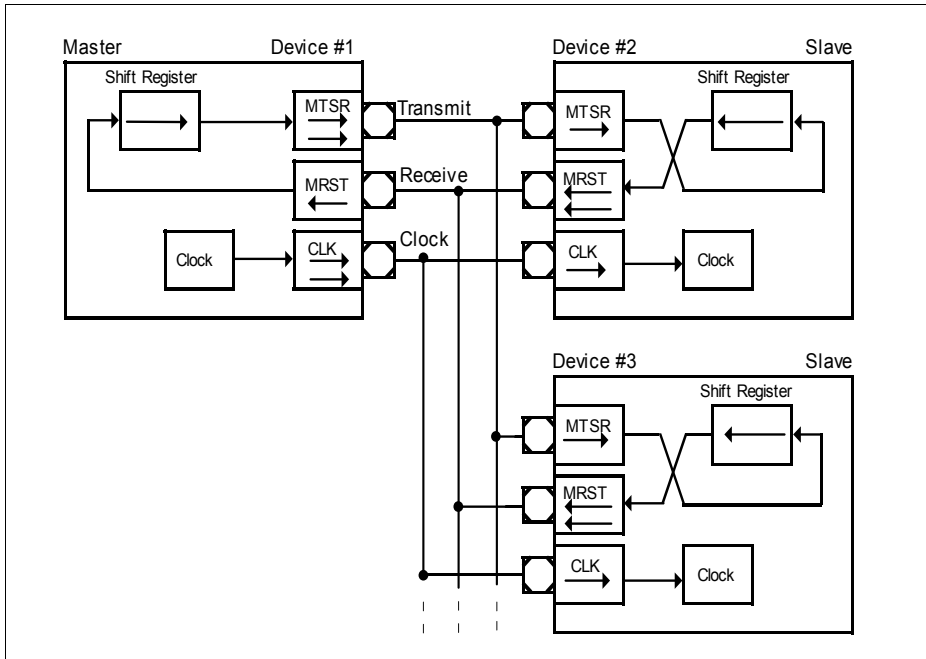 Master Device #1
Shift Register
MTSR
Transmit
MRST
Receive
CLK
Clock
Clock
Device #2 Slave
Shift Register
MTSR
MRST
CLK
Clock
Device #3 Slave
Shift Register
MTSR
MRST
CLK
Clock